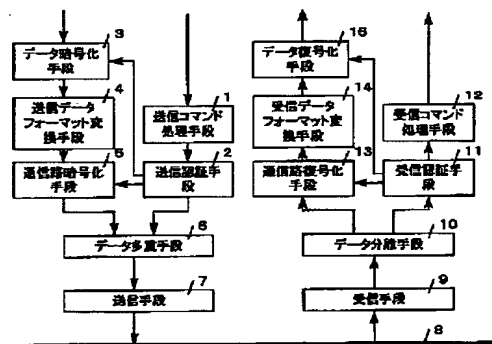 3
データ暗号化
手段
4
送信データ
フォーマット変
換手段
1
送信コマンド
処理手段
5
通信路暗号化
手段
2
送信認証手
段
6
データ多重手段
7
送信手段
15
データ復号化
手段
14
受信データ
フォーマット変
換手段
12
受信コマンド
処理手段
13
通信路復号化
手段
11
受信認証手
段
10
データ分離手段
9
受信手段
8